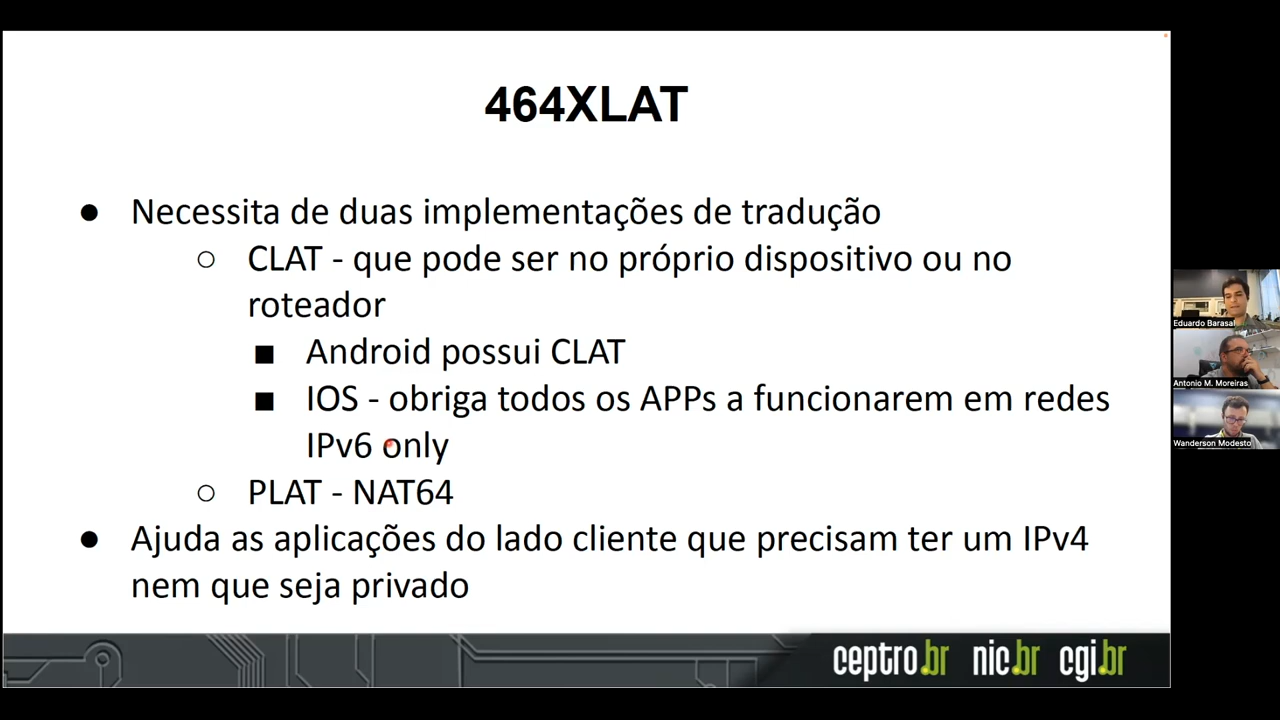 464XLAT
● Necessita de duas implementações de tradução
○ CLAT - que pode ser no próprio dispositivo ou no
roteador
■ Android possui CLAT
■ IOS - obriga todos os APPs a funcionarem em redes
IPv6 only
○ PLAT - NAT64
● Ajuda as aplicações do lado cliente que precisam ter um IPv4
nem que seja privado
ceptro.br nic.br cgi.br
Eduardo Barasal
Antonio M. Moreiras
Wanderson Modesto